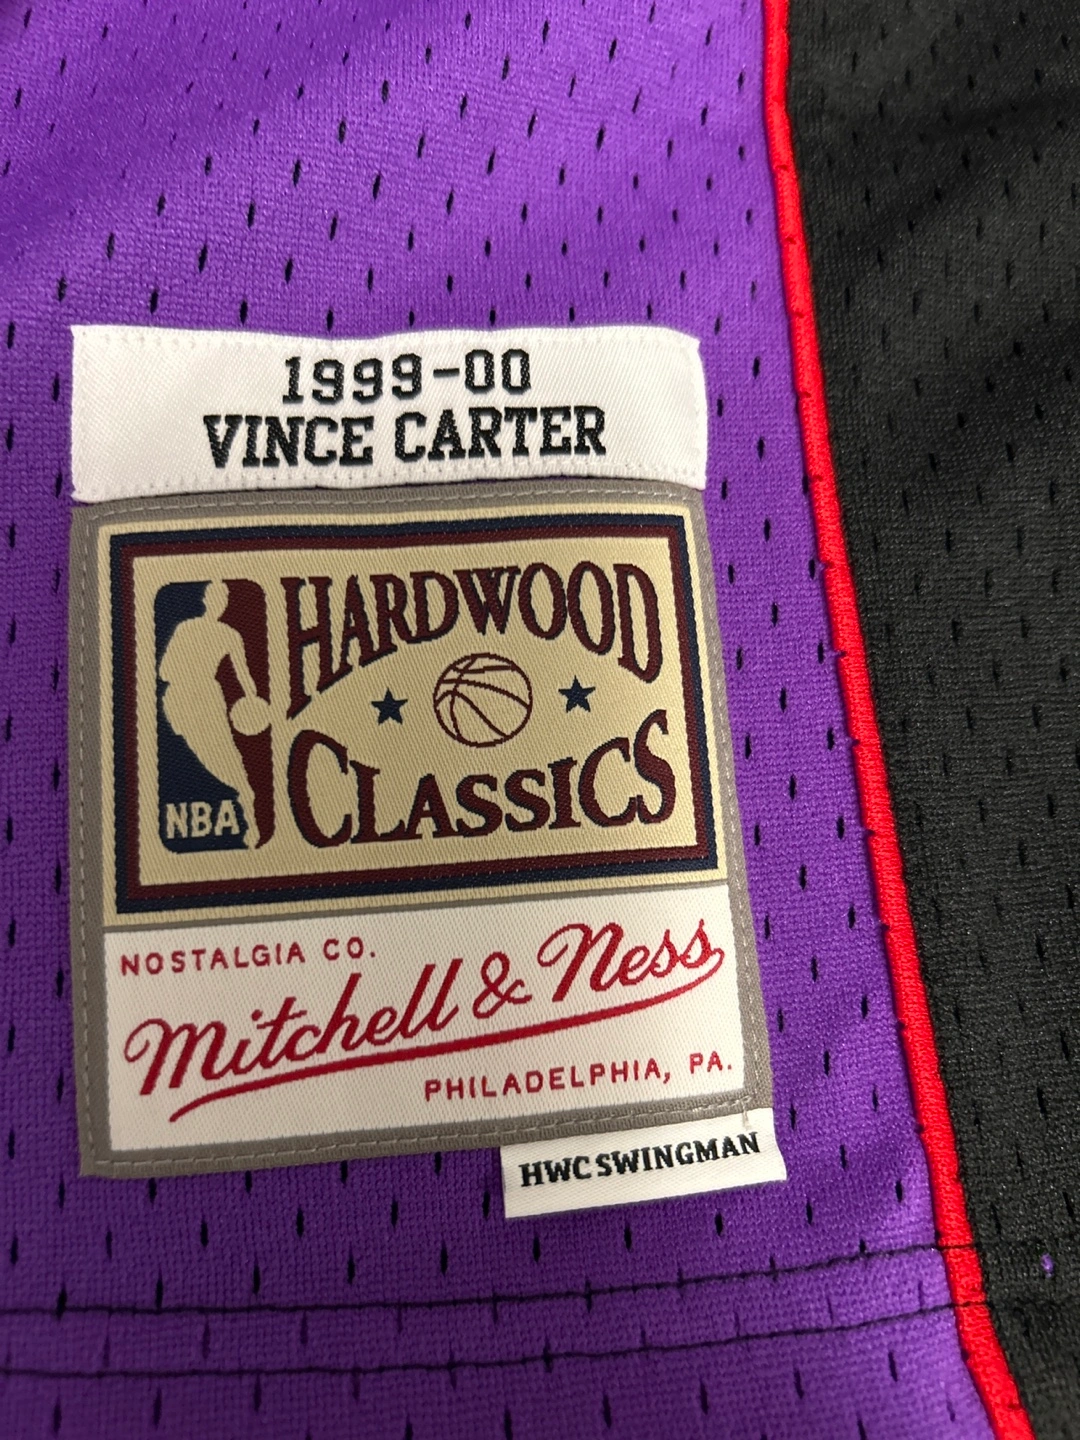 1999-00
VINCE CARTER
HARDWOOD
CLASSICS
NBA
NOSTALGIA CO.
Mitchell & Ness
PHILADELPHIA, PA.
HWC SWINGMAN